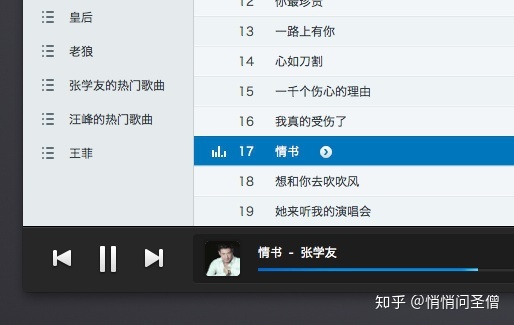 皇后
老狼
张学友的热门歌曲
汪峰的热门歌曲
王菲
12 你最珍贵
13 一路上有你
14 心如刀割
15 一千个伤心的理由
16 我真的受伤了
17 情书
18 想和你去吹吹风
19 她来听我的演唱会
情书 - 张学友
知乎 @悄悄问圣僧